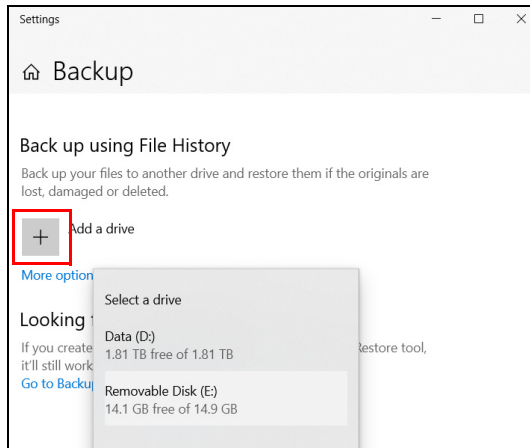 Settings
Backup
Back up using File History
Back up your files to another drive and restore them if the originals are
lost, damaged or deleted.
Add a drive
More option
Select a drive
Looking
Data (D:)
If you create
1.81 TB free of 1.81 TB
Restore tool,
it'll still work
Go to Backup
Removable Disk (E:)
14.1 GB free of 14.9 GB